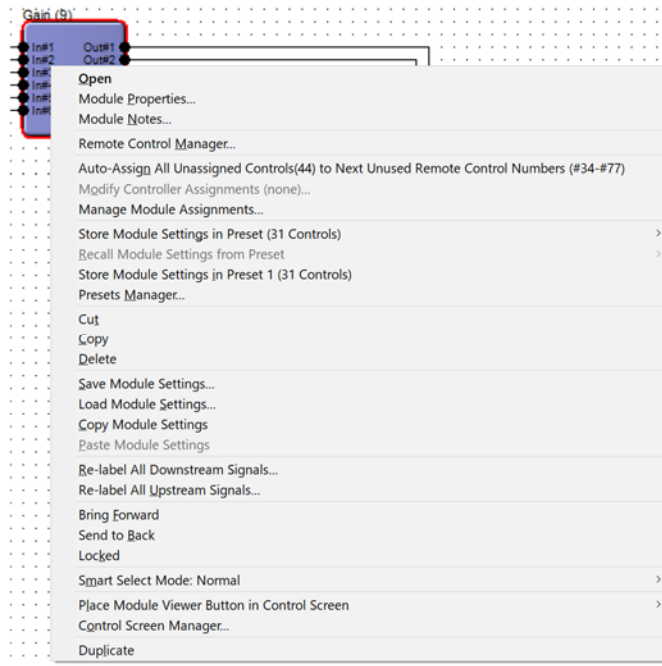 Gain (9)
In#1 Out#1
In#2 Out#2
Open
Module Properties...
Module Notes...
Remote Control Manager...
Auto-Assign All Unassigned Controls(44) to Next Unused Remote Control Numbers (#34-#77)
Modify Controller Assignments (none)...
Manage Module Assignments...
Store Module Settings in Preset (31 Controls)
Recall Module Settings from Preset
Store Module Settings in Preset 1 (31 Controls)
Presets Manager...
Cut
Copy
Delete
Save Module Settings...
Load Module Settings...
Copy Module Settings
Paste Module Settings
Re-label All Downstream Signals...
Re-label All Upstream Signals...
Bring Forward
Send to Back
Locked
Smart Select Mode: Normal
Place Module Viewer Button in Control Screen
Control Screen Manager...
Duplicate